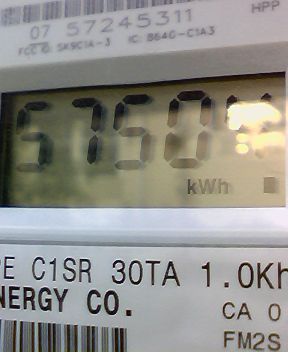 HPP
07 57245311
FCC ID: SK9C1A-3 IC: 864G-C1A3
5750
kWh
PE C1SR 30TA 1.0Kh
NERGY CO.
CA 0
FM2S